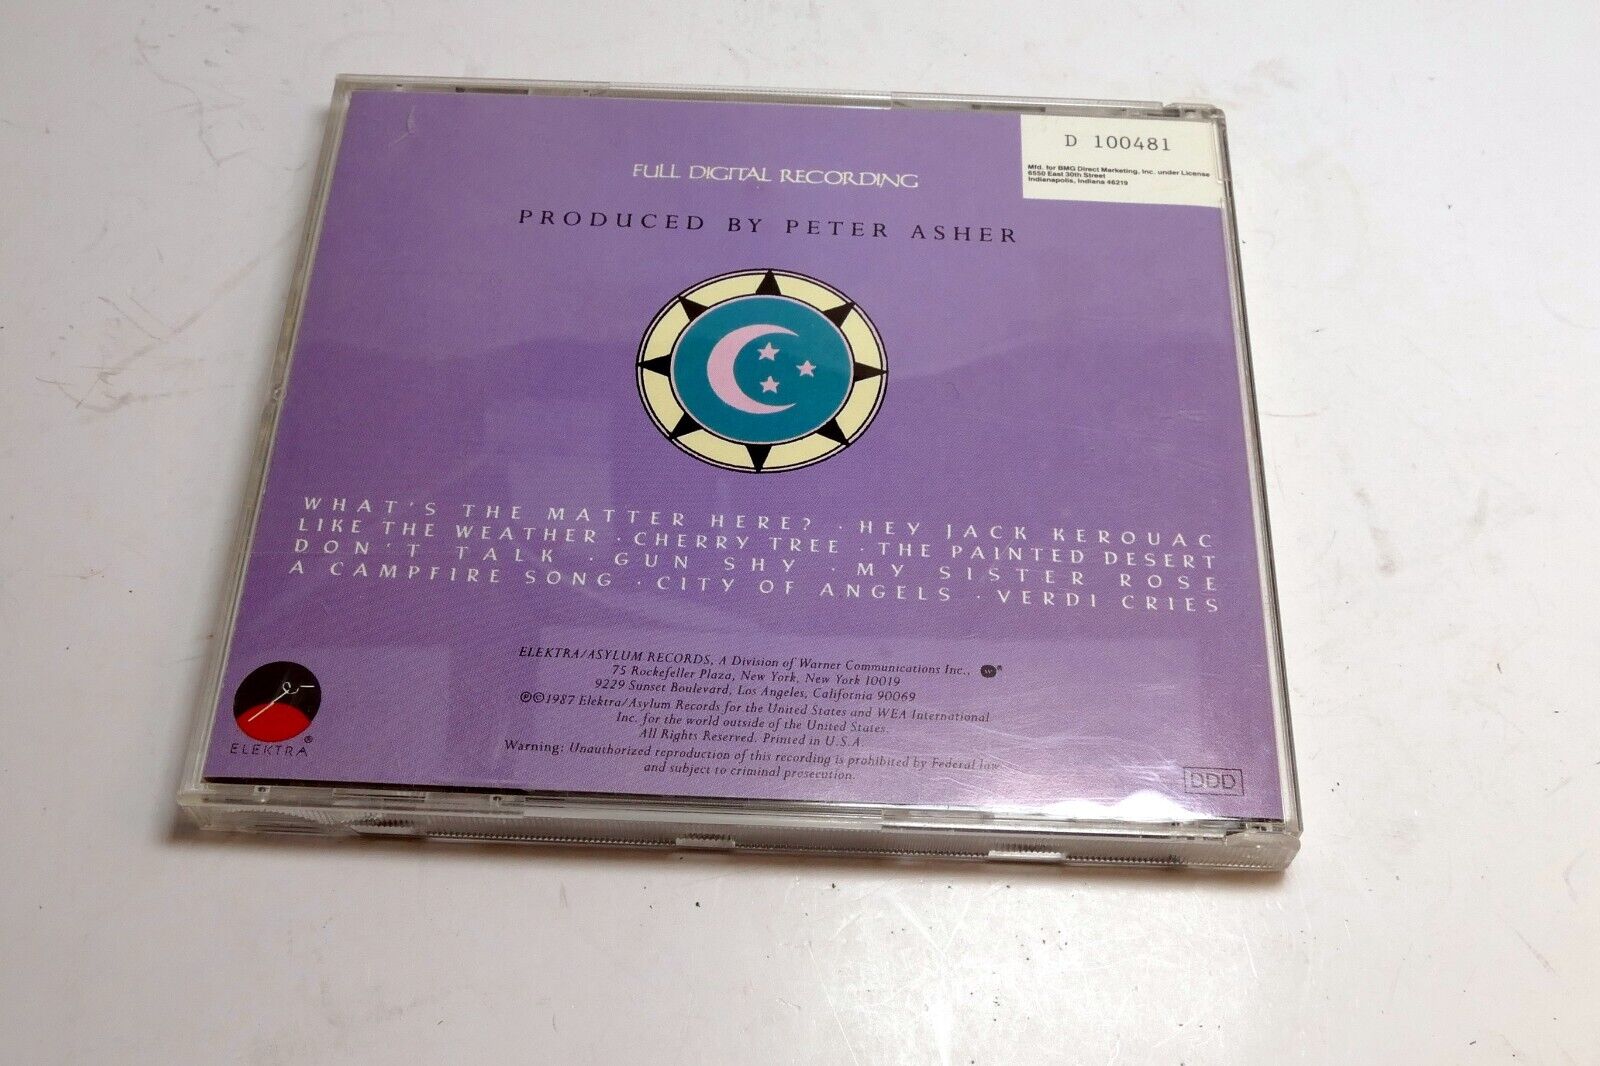 D 100481
Mfd. for BMG Direct Marketing, Inc. under License
6550 East 30th Street
Indianapolis, Indiana 46219
FULL DIGITAL RECORDING
PRODUCED BY PETER ASHER
WHAT'S THE MATTER HERE? · HEY JACK KEROUAC
LIKE THE WEATHER · CHERRY TREE · THE PAINTED DESERT
DON'T TALK · GUN SHY · MY SISTER ROSE
A CAMPFIRE SONG · CITY OF ANGELS · VERDI CRIES
ELEKTRA/ASYLUM RECORDS, A Division of Warner Communications Inc., ®
75 Rockefeller Plaza, New York, New York 10019
9229 Sunset Boulevard, Los Angeles, California 90069
℗©1987 Elektra/Asylum Records for the United States and WEA International
Inc. for the world outside of the United States.
All Rights Reserved. Printed in U.S.A.
Warning: Unauthorized reproduction of this recording is prohibited by Federal law
and subject to criminal prosecution.
ELEKTRA®
DDD